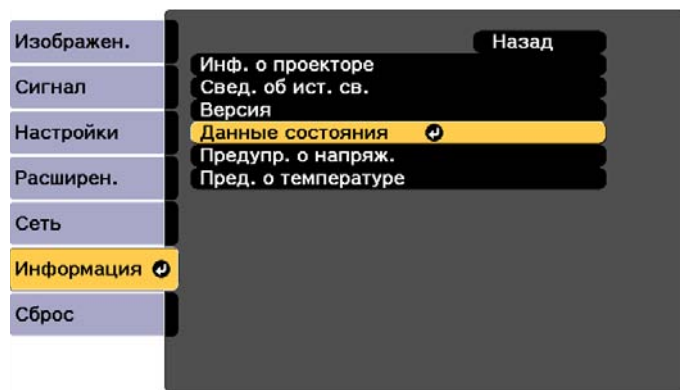 Изображен.
Сигнал
Настройки
Расширен.
Сеть
Информация
Сброс
Назад
Инф. о проекторе
Свед. об ист. св.
Версия
Данные состояния
Предупр. о напряж.
Пред. о температуре